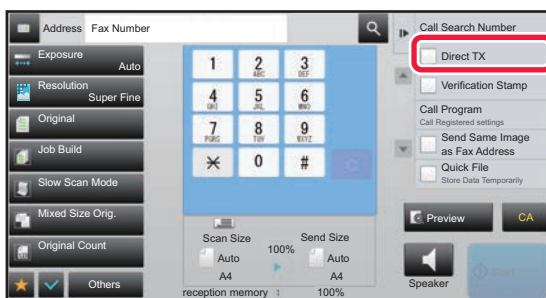 Address Fax Number
Call Search Number
Exposure
Auto
Resolution
Super Fine
Original
Job Build
Slow Scan Mode
Mixed Size Orig.
Original Count
Others
1
2
ABC
3
DEF
4
GHI
5
JKL
6
MNO
7
PQRS
8
TUV
9
WXYZ
0
#
C
Scan Size
100%
Send Size
Auto
Auto
A4
A4
reception memory : 100%
Direct TX
Verification Stamp
Call Program
Call Registered settings
Send Same Image
as Fax Address
Quick File
Store Data Temporarily
Preview
CA
Speaker
Start